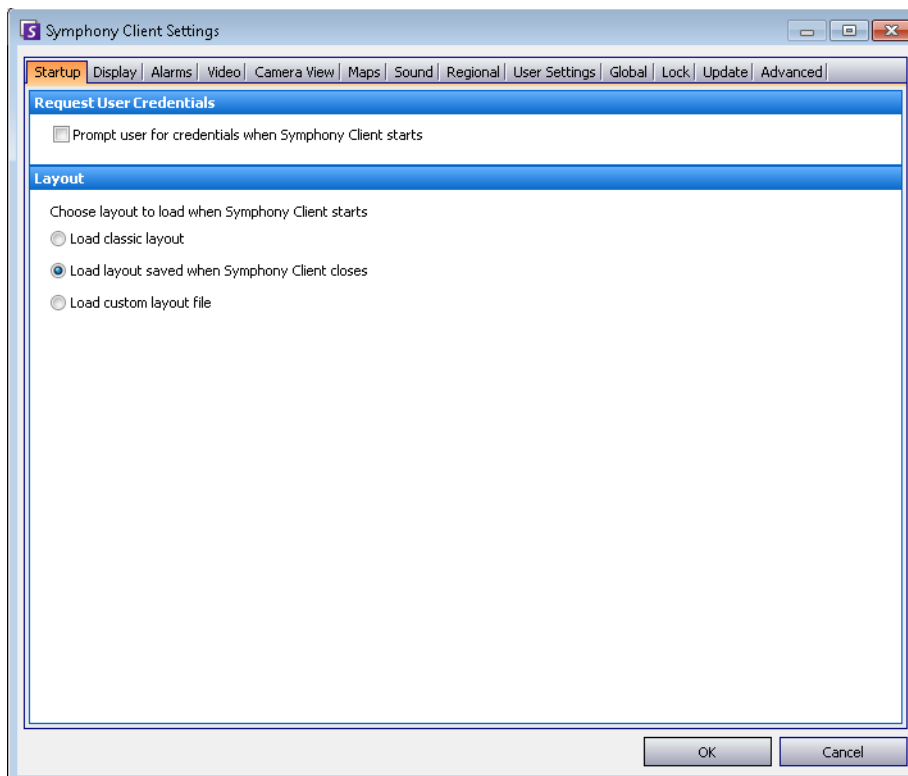 Symphony Client Settings
Startup Display Alarms Video Camera View Maps Sound Regional User Settings Global Lock Update Advanced
Request User Credentials
Prompt user for credentials when Symphony Client starts
Layout
Choose layout to load when Symphony Client starts
Load classic layout
Load layout saved when Symphony Client closes
Load custom layout file
OK Cancel